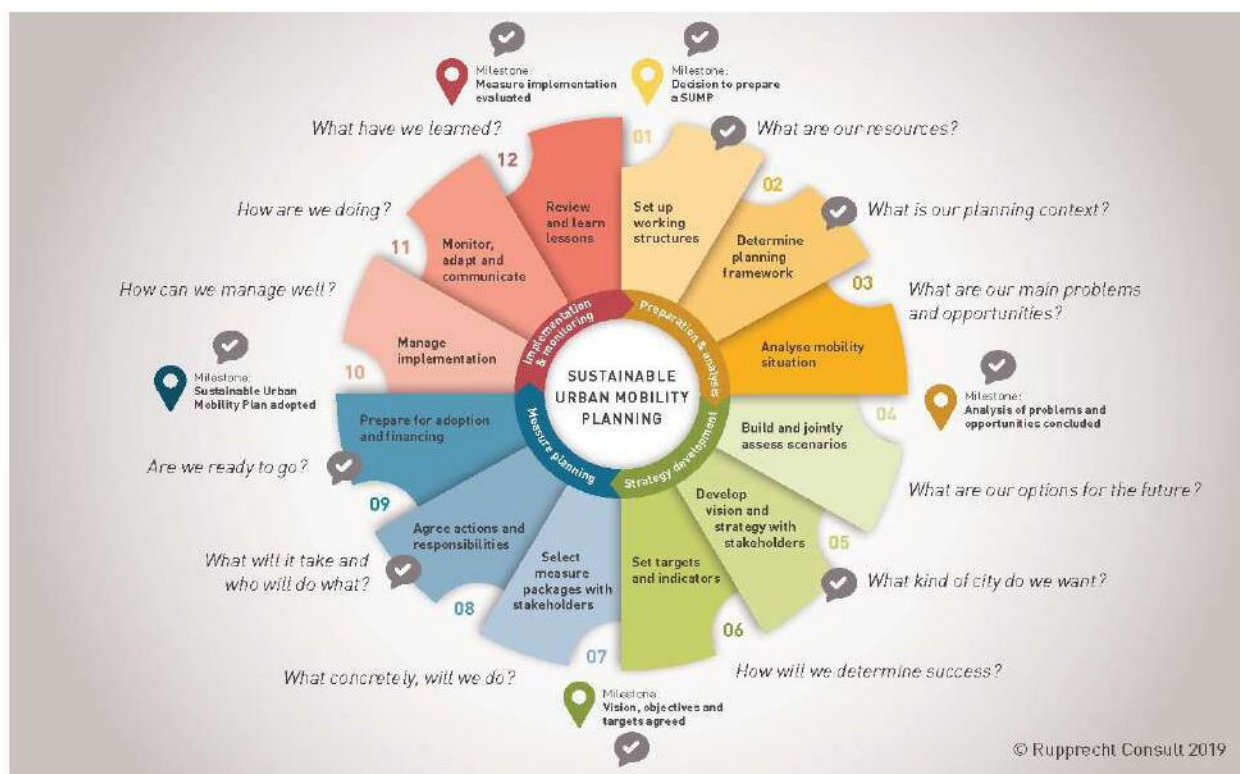 Milestone:
Measure implementation
evaluated
Milestone:
Decision to prepare
a SUMP
What have we learned?
What are our resources?
12
01
Review
and learn
lessons
Set up
working
structures
02
What is our planning context?
Determine
planning
framework
How are we doing?
11
Monitor,
adapt and
communicate
03
What are our main problems
and opportunities?
Analyse mobility
situation
How can we manage well?
10
Manage
implementation
Implementation
& monitoring
Preparation & analysis
SUSTAINABLE
URBAN MOBILITY
PLANNING
Measure planning
Strategy development
Milestone:
Sustainable Urban
Mobility Plan adopted
Milestone:
Analysis of problems and
opportunities concluded
04
Build and jointly
assess scenarios
What are our options for the future?
Prepare for adoption
and financing
Are we ready to go?
09
Develop
vision and
strategy with
stakeholders
05
What kind of city do we want?
Agree actions and
responsibilities
What will it take and
who will do what?
08
Select
measure
packages with
stakeholders
Set targets
and indicators
06
How will we determine success?
07
What concretely, will we do?
Milestone:
Vision, objectives and
targets agreed
© Rupprecht Consult 2019